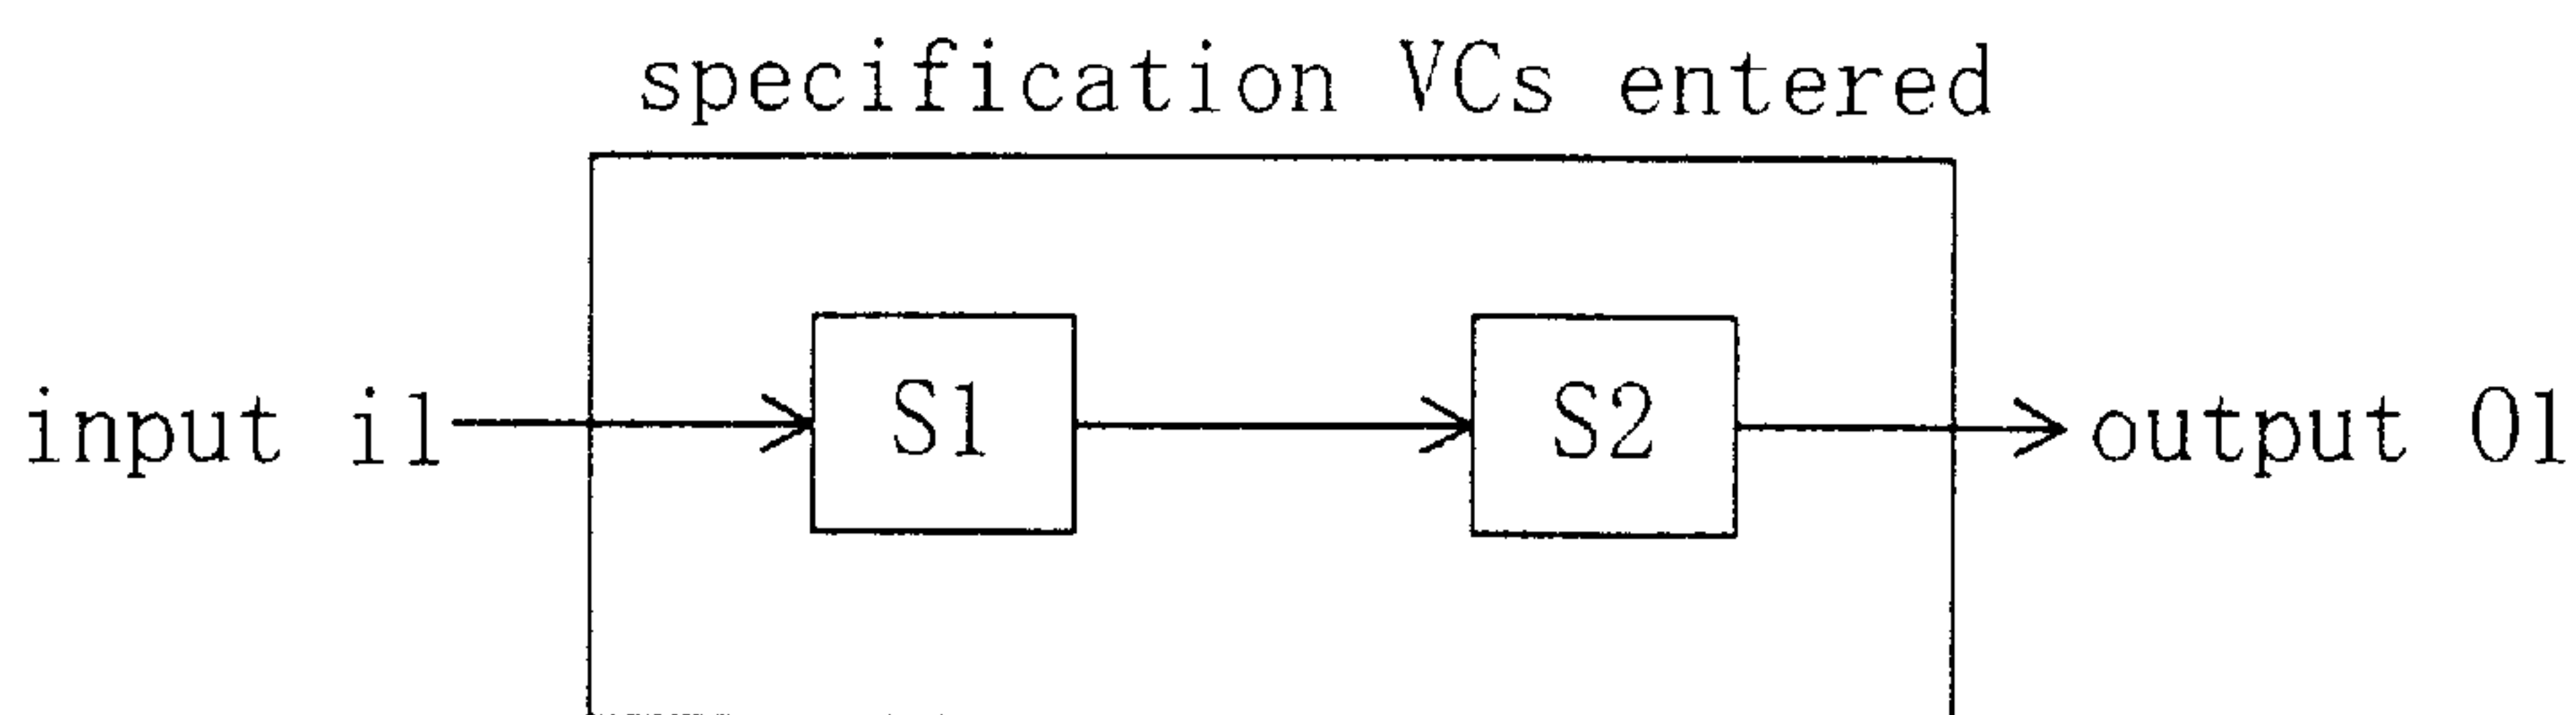 specification VCs entered
input i1
S1
S2
output O1